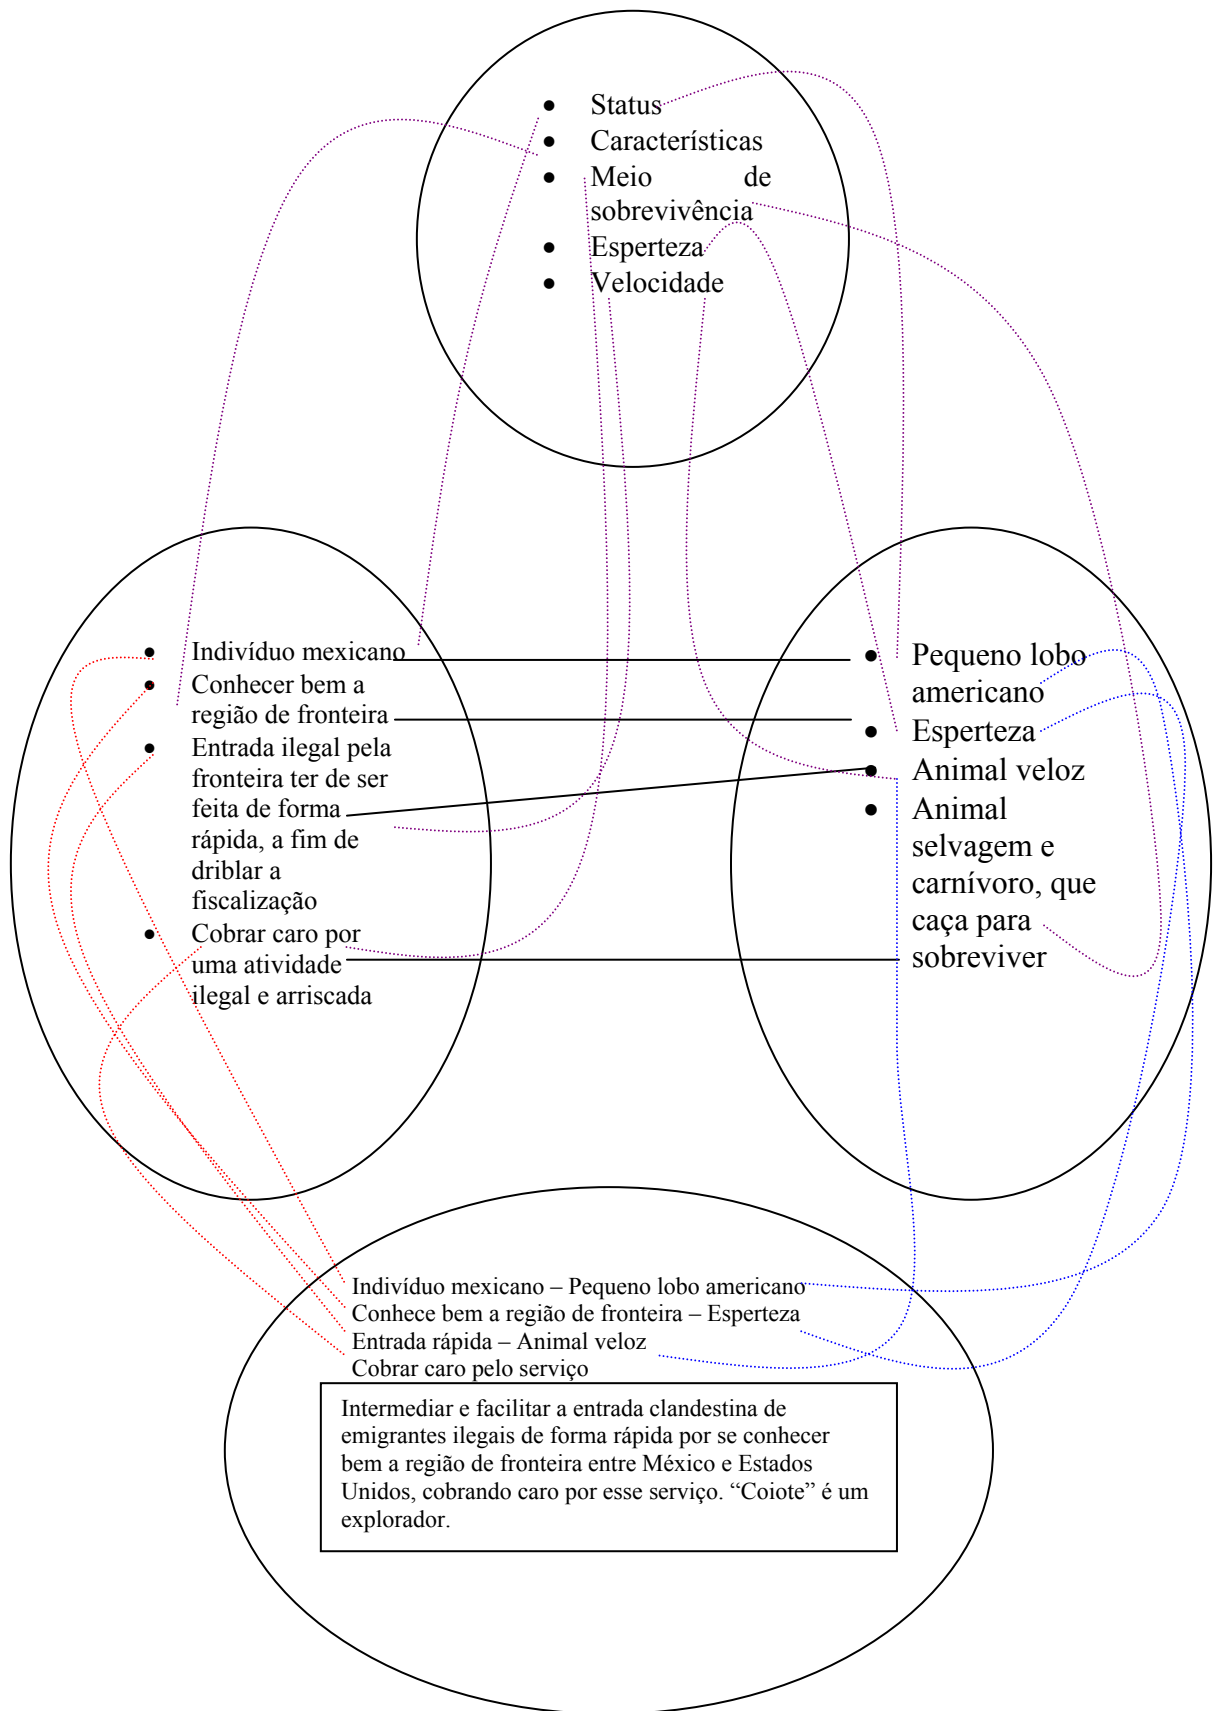 • Status
• Características
• Meio de
sobrevivência
• Esperteza
• Velocidade
• Indivíduo mexicano
• Conhecer bem a
região de fronteira
• Entrada ilegal pela
fronteira ter de ser
feita de forma
rápida, a fim de
driblar a
fiscalização
• Cobrar caro por
uma atividade
ilegal e arriscada
• Pequeno lobo
americano
• Esperteza
• Animal veloz
• Animal
selvagem e
carnívoro, que
caça para
sobreviver
Indivíduo mexicano – Pequeno lobo americano
Conhece bem a região de fronteira – Esperteza
Entrada rápida – Animal veloz
Cobrar caro pelo serviço
Intermediar e facilitar a entrada clandestina de
emigrantes ilegais de forma rápida por se conhecer
bem a região de fronteira entre México e Estados
Unidos, cobrando caro por esse serviço. “Coiote” é um
explorador.